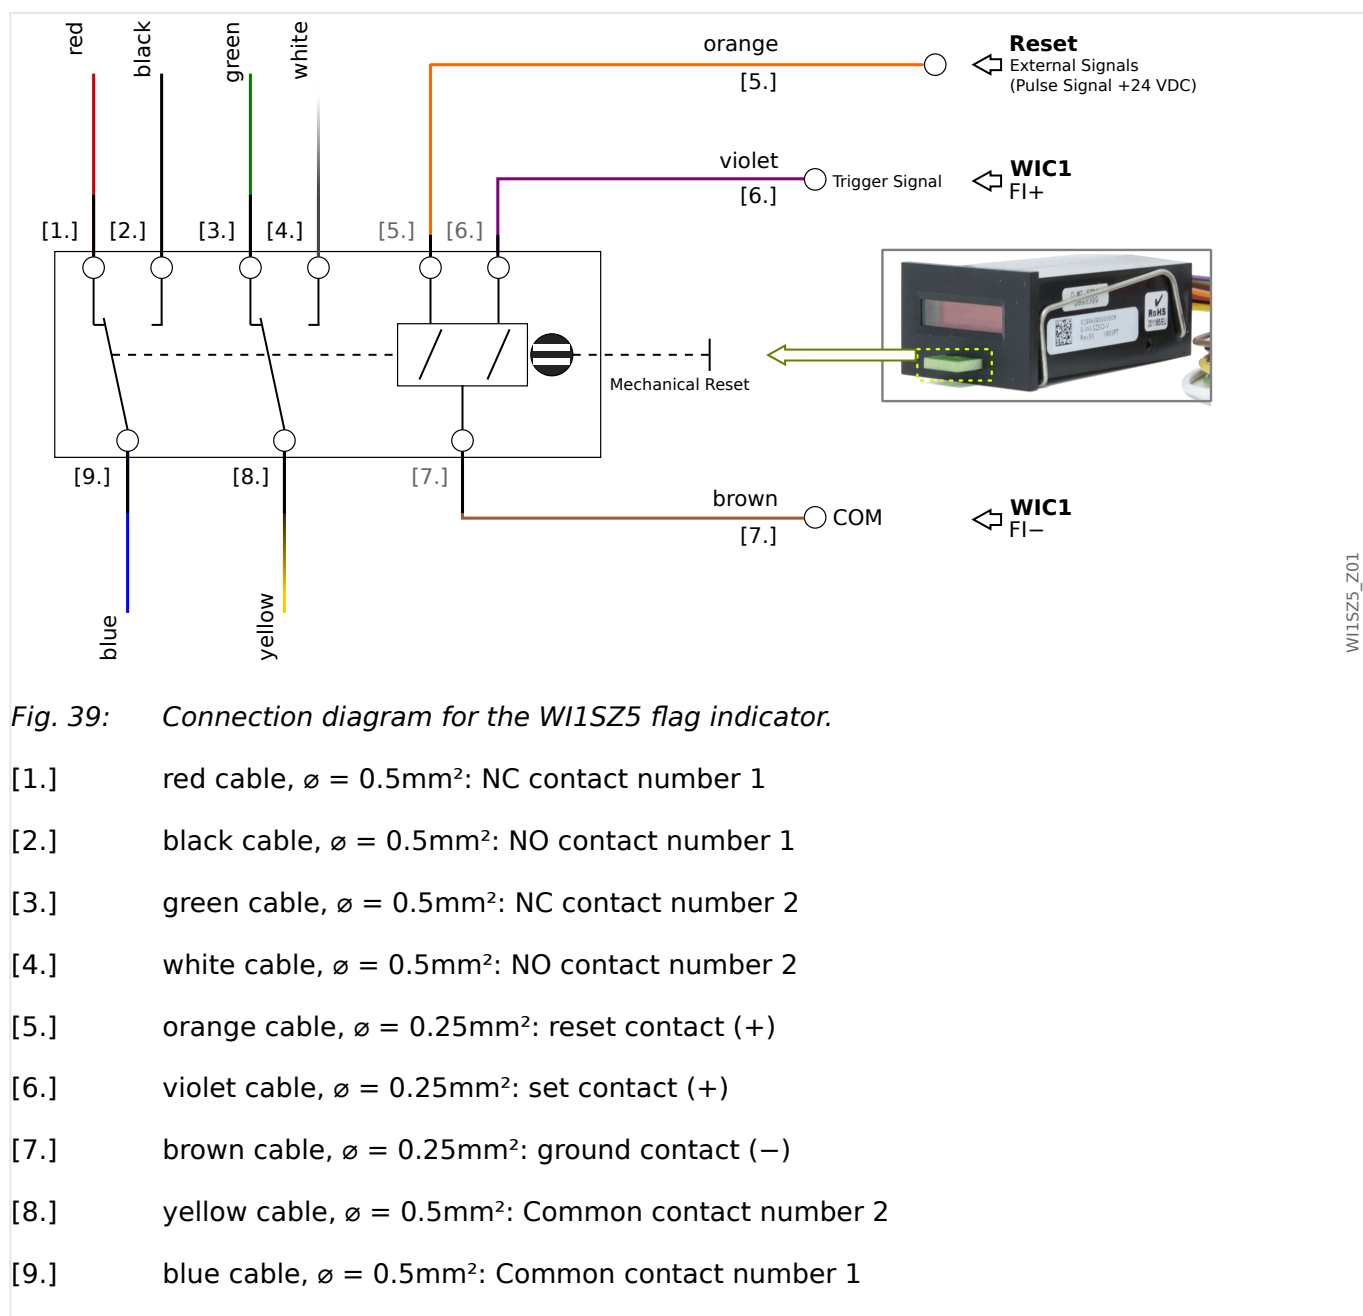 red
black
green
white
orange
[5.]
Reset
External Signals
(Pulse Signal +24 VDC)
violet
[6.]
Trigger Signal
WIC1
FI+
[1.]
[2.]
[3.]
[4.]
[5.]
[6.]
RoHS
Mechanical Reset
[9.]
[8.]
[7.]
brown
[7.]
COM
WIC1
FI−
blue
yellow
WI1SZ5_Z01
Fig. 39: Connection diagram for the WI1SZ5 flag indicator.
[1.] red cable, ⌀ = 0.5mm²: NC contact number 1
[2.] black cable, ⌀ = 0.5mm²: NO contact number 1
[3.] green cable, ⌀ = 0.5mm²: NC contact number 2
[4.] white cable, ⌀ = 0.5mm²: NO contact number 2
[5.] orange cable, ⌀ = 0.25mm²: reset contact (+)
[6.] violet cable, ⌀ = 0.25mm²: set contact (+)
[7.] brown cable, ⌀ = 0.25mm²: ground contact (−)
[8.] yellow cable, ⌀ = 0.5mm²: Common contact number 2
[9.] blue cable, ⌀ = 0.5mm²: Common contact number 1